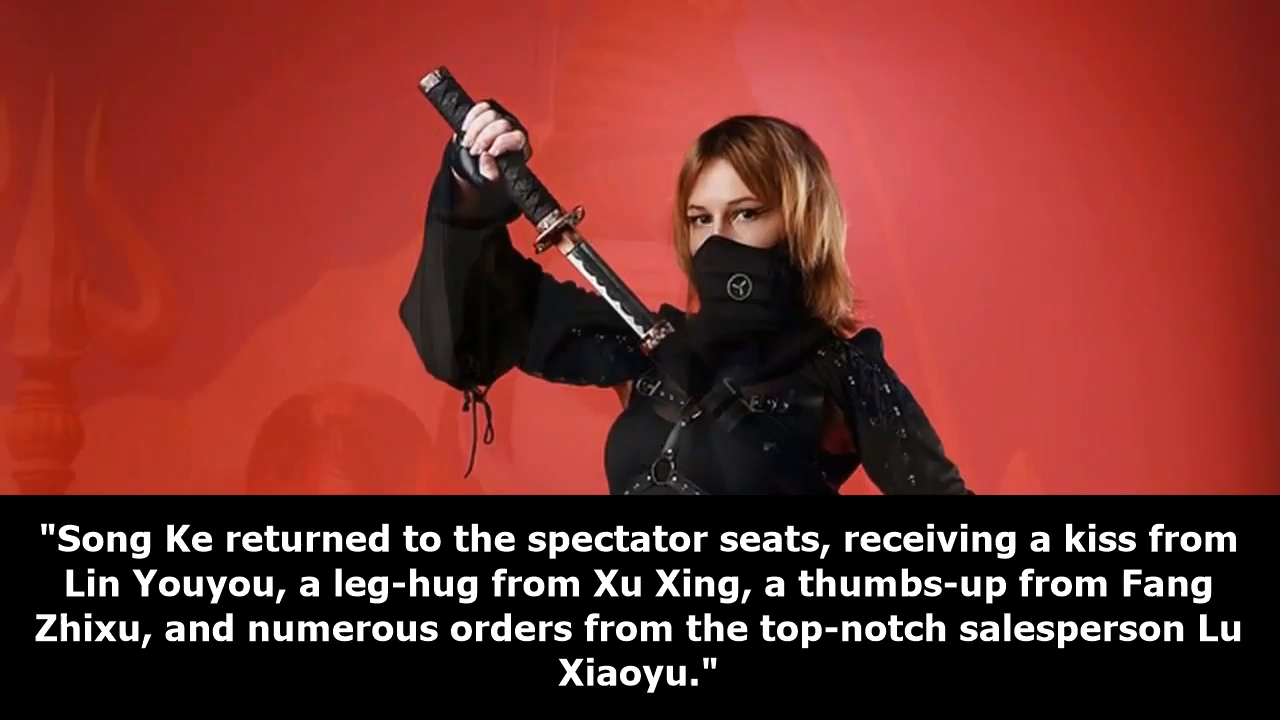 "Song Ke returned to the spectator seats, receiving a kiss from
Lin Youyou, a leg-hug from Xu Xing, a thumbs-up from Fang
Zhixu, and numerous orders from the top-notch salesperson Lu
Xiaoyu."